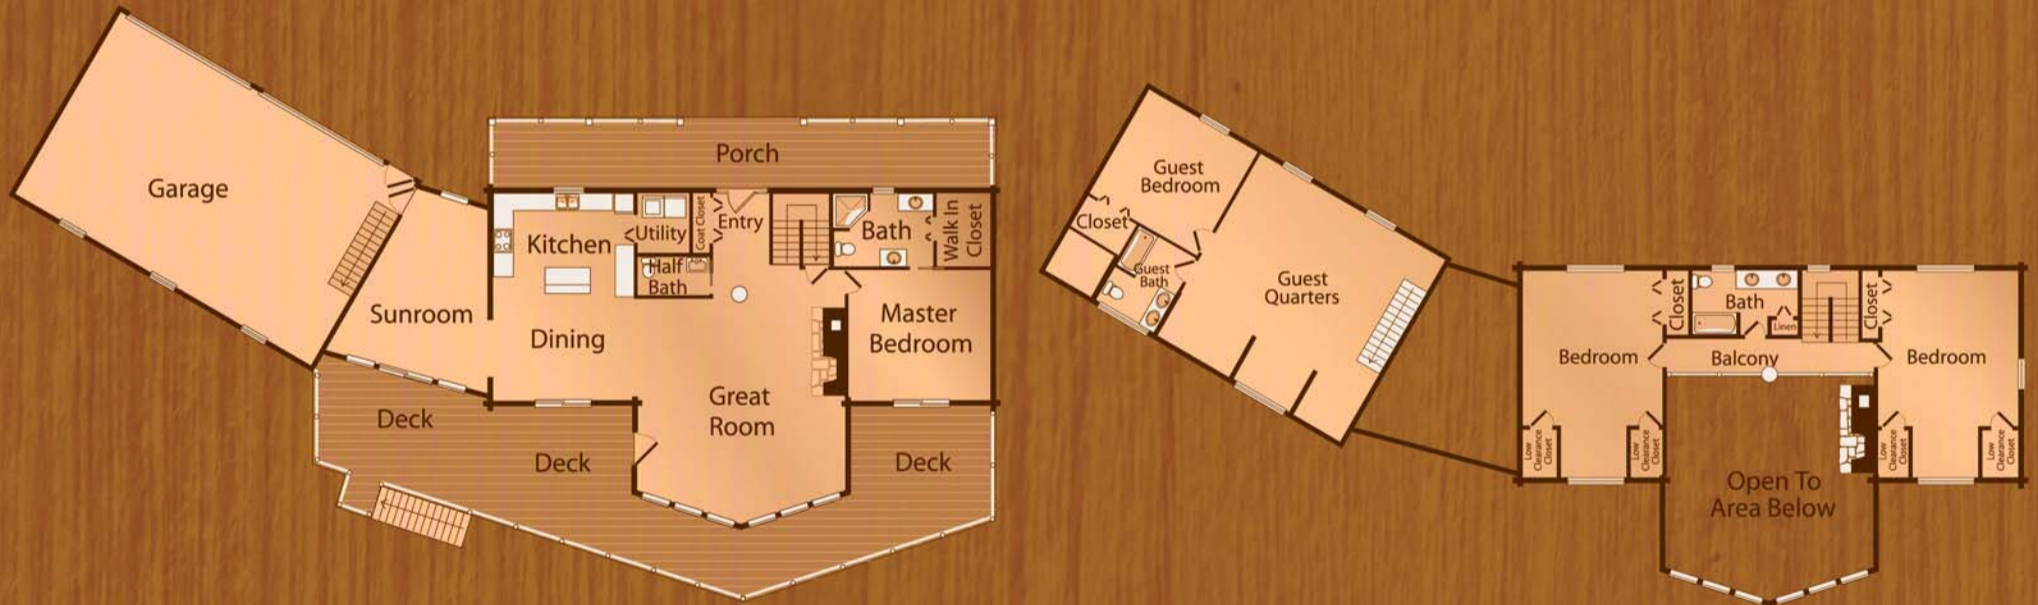 Garage
Porch
Kitchen
Utility
Coat Closet
Entry
Bath
Walk In
Closet
Half
Bath
Sunroom
Dining
Master
Bedroom
Great
Room
Deck
Deck
Deck
Guest
Bedroom
Closet
Guest
Bath
Guest
Quarters
Closet
Bath
Linen
Closet
Bedroom
Balcony
Bedroom
Low
Clearance
Closet
Low
Clearance
Closet
Low
Clearance
Closet
Low
Clearance
Closet
Open To
Area Below